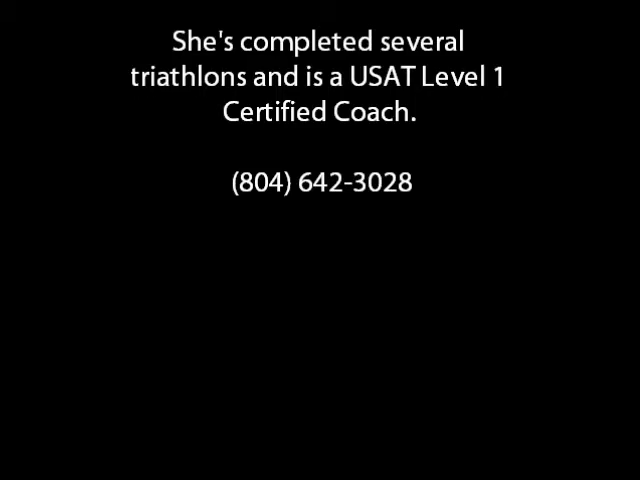 She's completed several
triathlons and is a USAT Level 1
Certified Coach.
(804) 642-3028